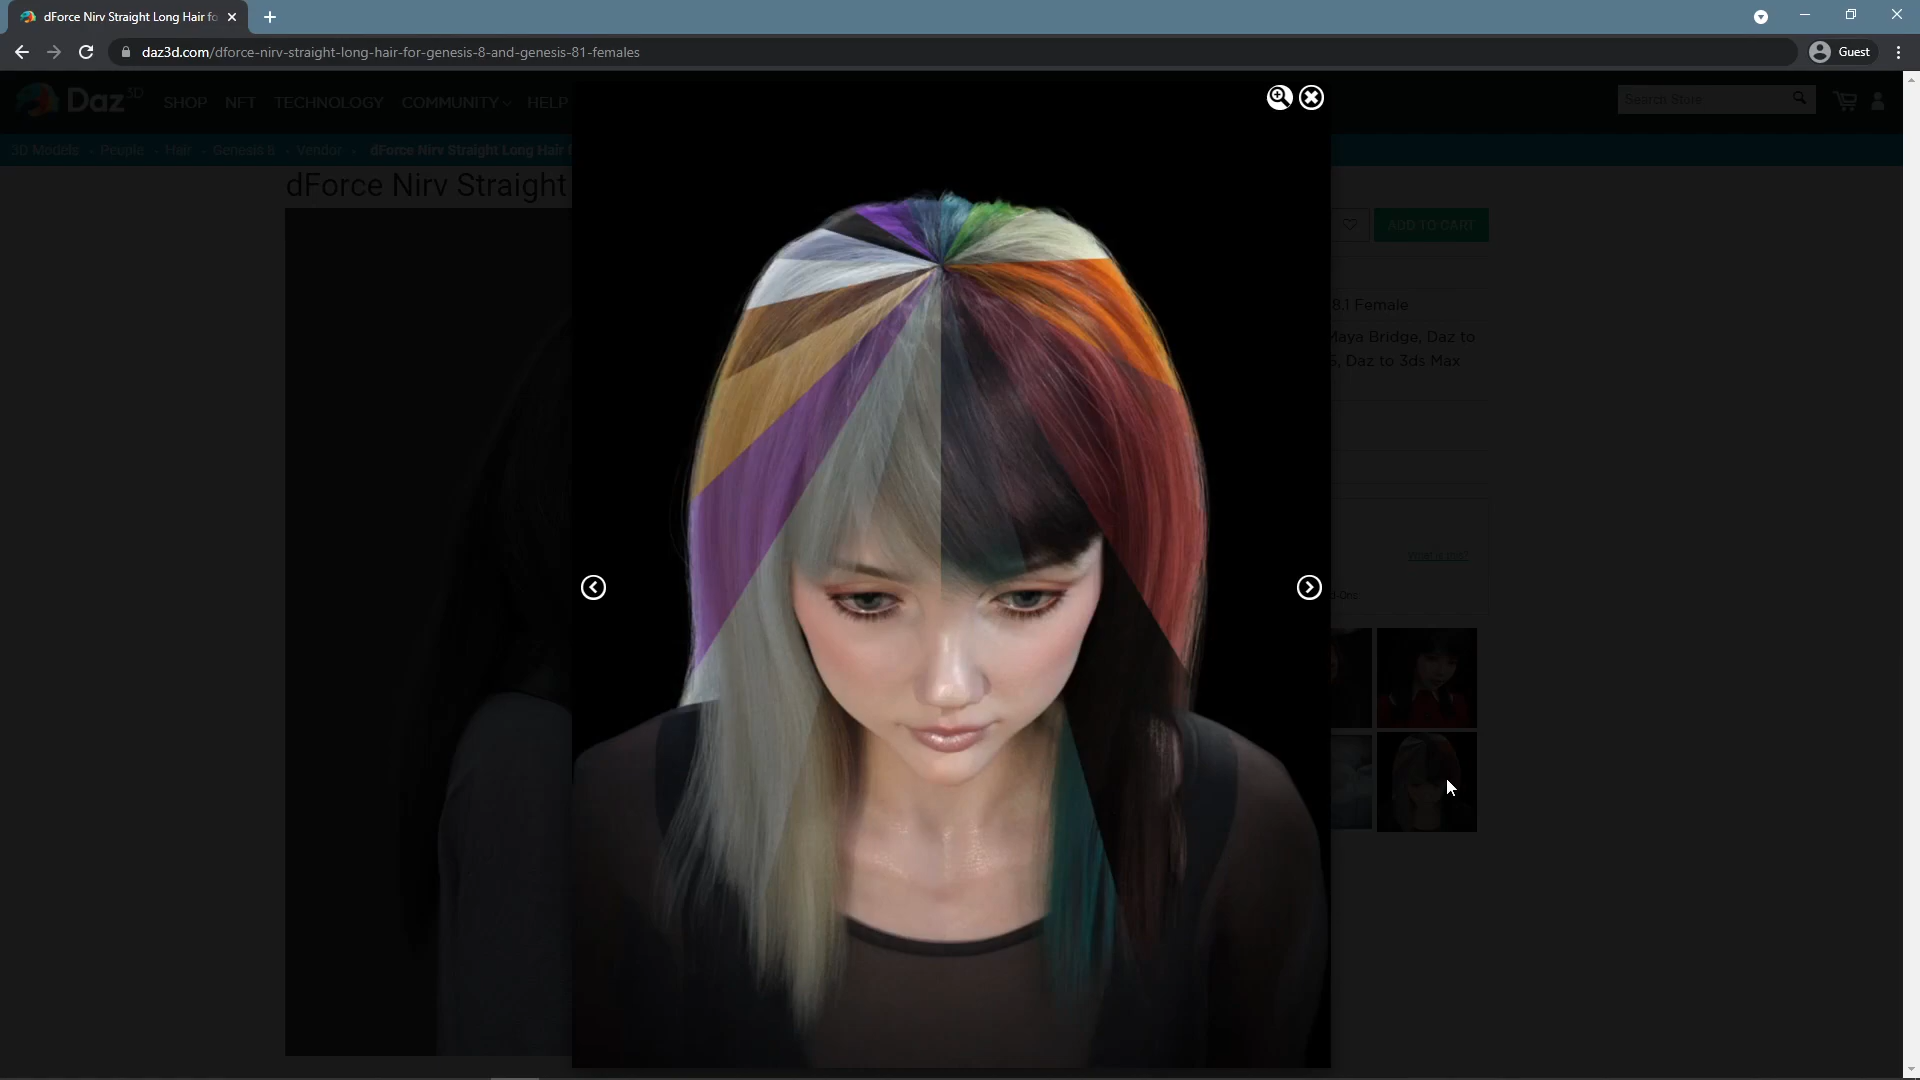 dForce Nirv Straight Long Hair fo
daz3d.com/dforce-nirv-straight-long-hair-for-genesis-8-and-genesis-81-females
Guest
Daz 3D
SHOP NFT TECHNOLOGY COMMUNITY HELP
Search Store
3D Models People Hair Genesis 8 Vendor dForce Nirv Straight Long Hair
dForce Nirv Straight
ADD TO CART
8.1 Female
Maya Bridge, Daz to
, Daz to 3ds Max
What is this?
d-Ons